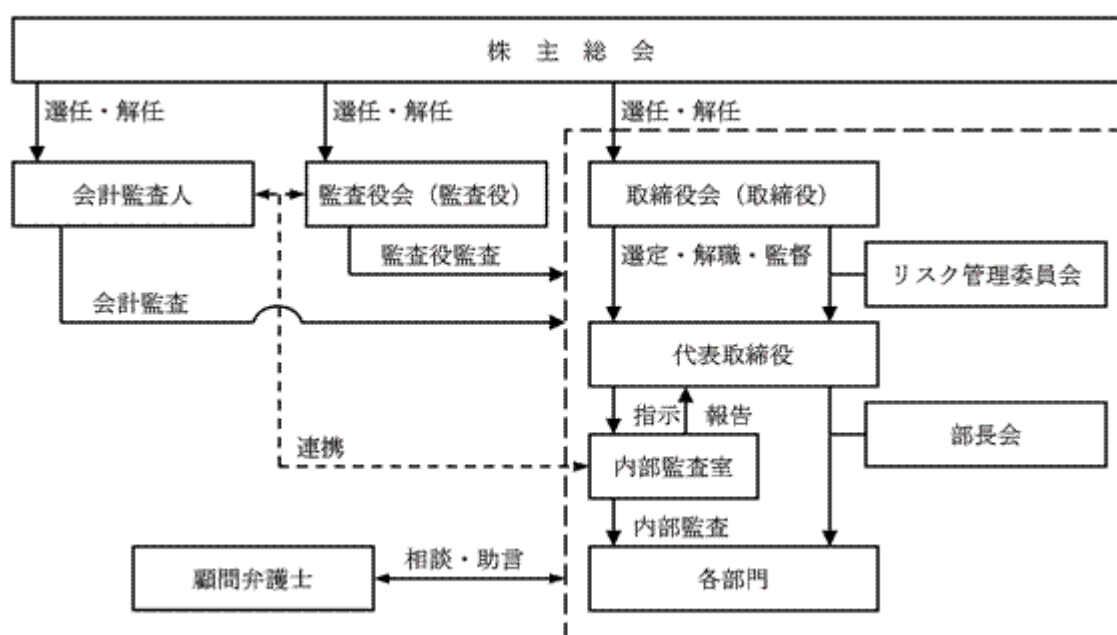 株主総会
選任・解任
選任・解任
選任・解任
会計監査人
監査役会（監査役）
取締役会（取締役）
監査役監査
選定・解職・監督
リスク管理委員会
会計監査
代表取締役
指示
報告
部長会
連携
内部監査室
内部監査
相談・助言
顧問弁護士
各部門